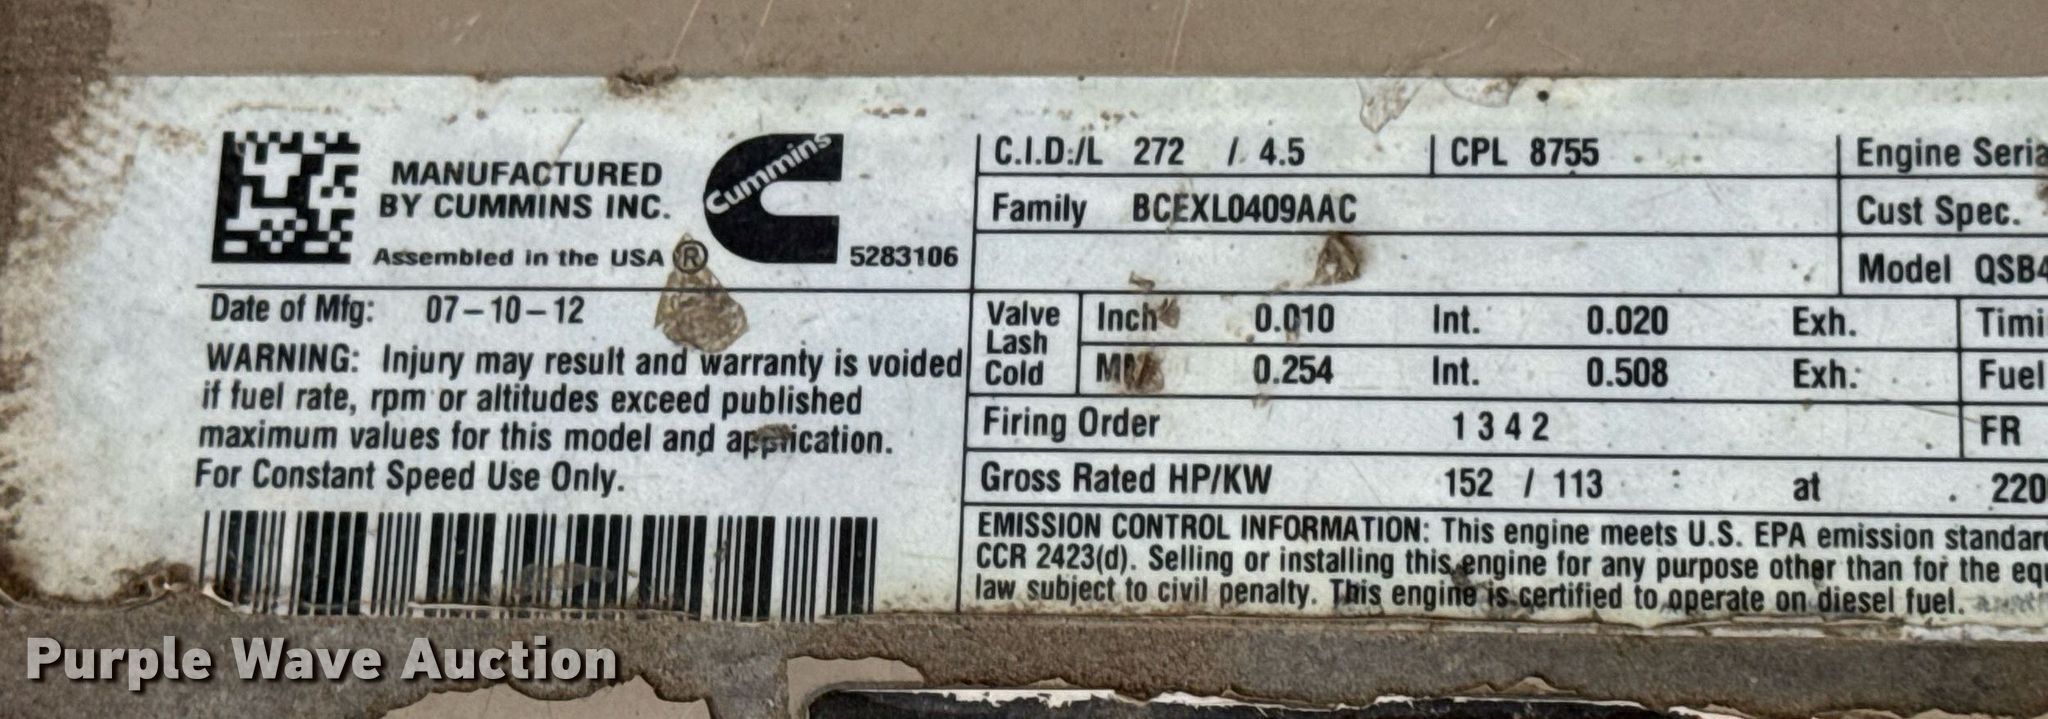 MANUFACTURED
BY CUMMINS INC.
Assembled in the USA ®
Cummins
5283106
Date of Mfg: 07-10-12
WARNING: Injury may result and warranty is voided
if fuel rate, rpm or altitudes exceed published
maximum values for this model and application.
For Constant Speed Use Only.
C.I.D./L 272 / 4.5 CPL 8755 Engine Seria
Family BCEXL0409AAC Cust Spec.
Model QSB4
Valve Lash Cold
Inch 0.010 Int. 0.020 Exh. Timi
MM 0.254 Int. 0.508 Exh. Fuel
Firing Order 1 3 4 2 FR
Gross Rated HP/KW 152 / 113 at 220
EMISSION CONTROL INFORMATION: This engine meets U.S. EPA emission standar
CCR 2423(d). Selling or installing this engine for any purpose other than for the equ
law subject to civil penalty. This engine is certified to operate on diesel fuel.
Purple Wave Auction